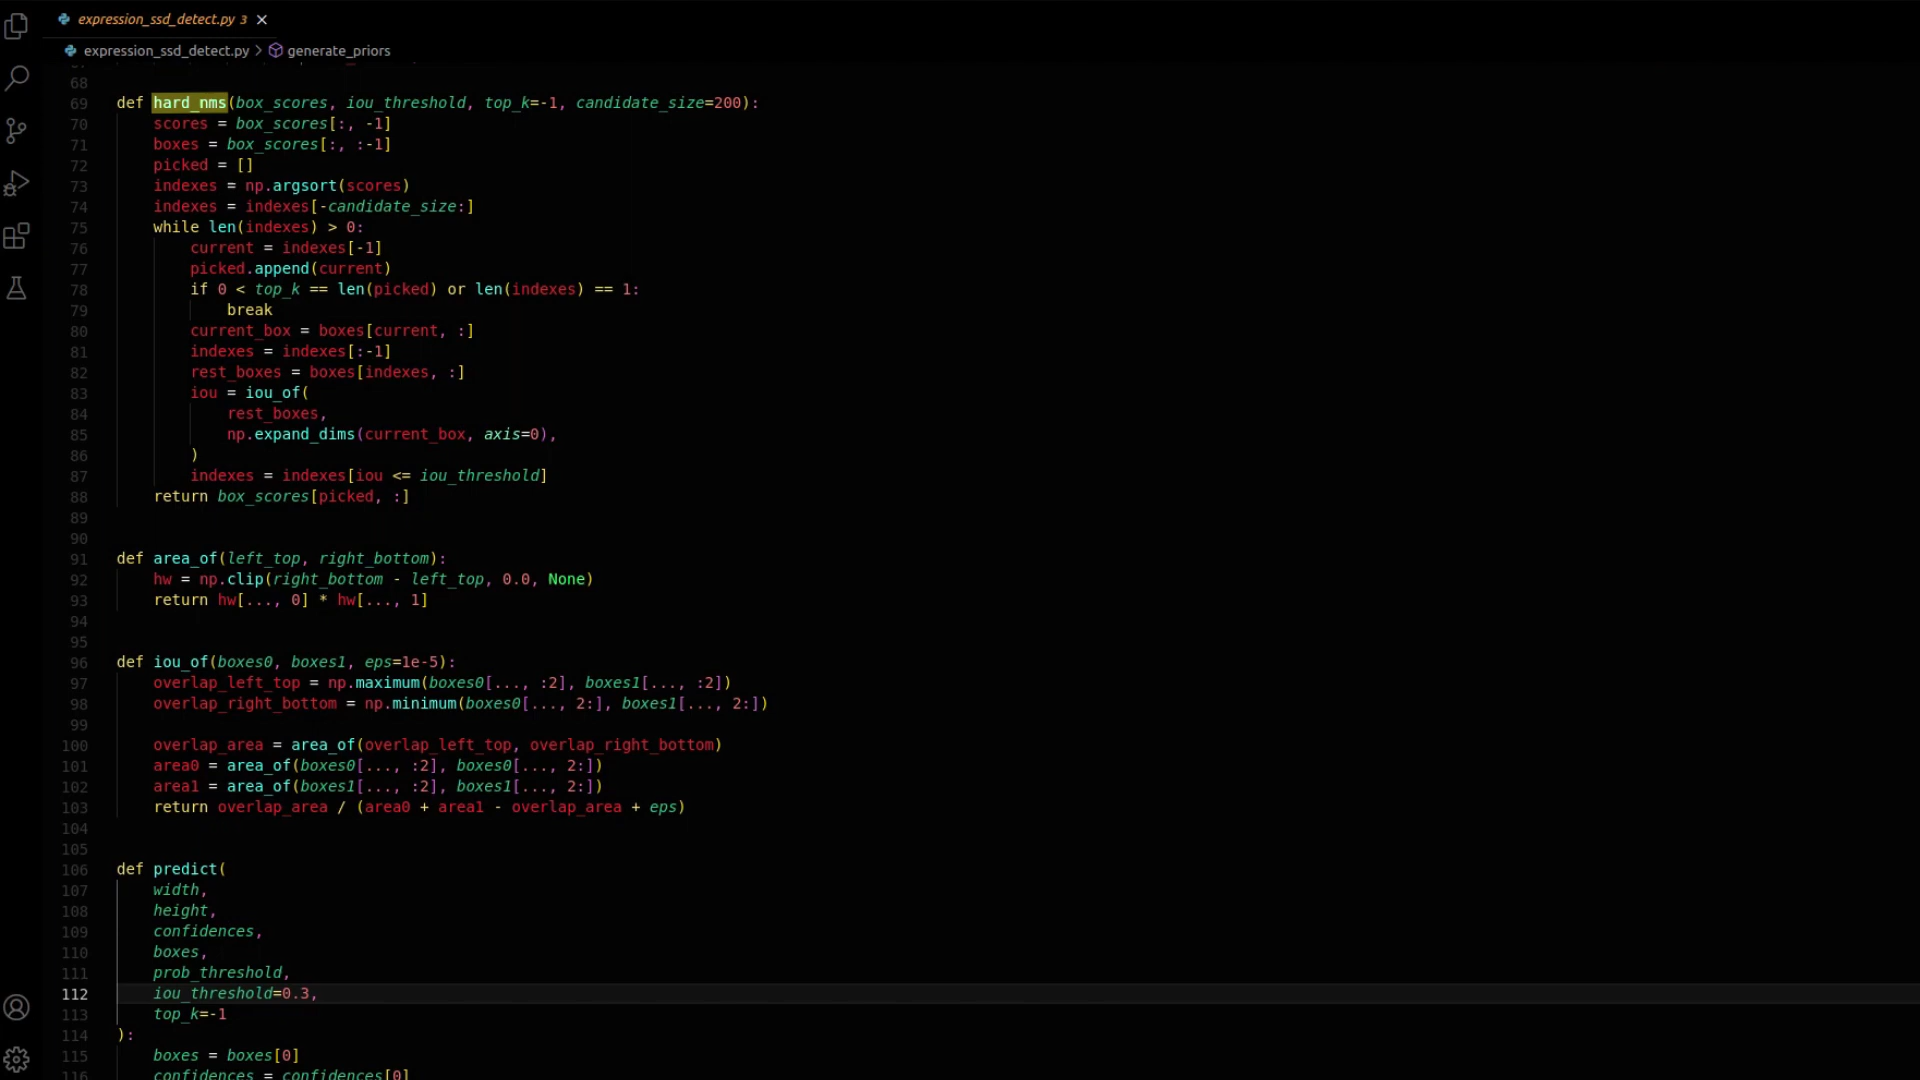 expression_ssd_detect.py 3
expression_ssd_detect.py > generate_priors
68
69 def hard_nms(box_scores, iou_threshold, top_k=-1, candidate_size=200):
70     scores = box_scores[:, -1]
71     boxes = box_scores[:, :-1]
72     picked = []
73     indexes = np.argsort(scores)
74     indexes = indexes[-candidate_size:]
75     while len(indexes) > 0:
76         current = indexes[-1]
77         picked.append(current)
78         if 0 < top_k == len(picked) or len(indexes) == 1:
79             break
80         current_box = boxes[current, :]
81         indexes = indexes[:-1]
82         rest_boxes = boxes[indexes, :]
83         iou = iou_of(
84             rest_boxes,
85             np.expand_dims(current_box, axis=0),
86         )
87         indexes = indexes[iou <= iou_threshold]
88     return box_scores[picked, :]
89
90
91 def area_of(left_top, right_bottom):
92     hw = np.clip(right_bottom - left_top, 0.0, None)
93     return hw[..., 0] * hw[..., 1]
94
95
96 def iou_of(boxes0, boxes1, eps=1e-5):
97     overlap_left_top = np.maximum(boxes0[..., :2], boxes1[..., :2])
98     overlap_right_bottom = np.minimum(boxes0[..., 2:], boxes1[..., 2:])
99
100     overlap_area = area_of(overlap_left_top, overlap_right_bottom)
101     area0 = area_of(boxes0[..., :2], boxes0[..., 2:])
102     area1 = area_of(boxes1[..., :2], boxes1[..., 2:])
103     return overlap_area / (area0 + area1 - overlap_area + eps)
104
105
106 def predict(
107     width,
108     height,
109     confidences,
110     boxes,
111     prob_threshold,
112     iou_threshold=0.3,
113     top_k=-1
114 ):
115     boxes = boxes[0]
116     confidences = confidences[0]